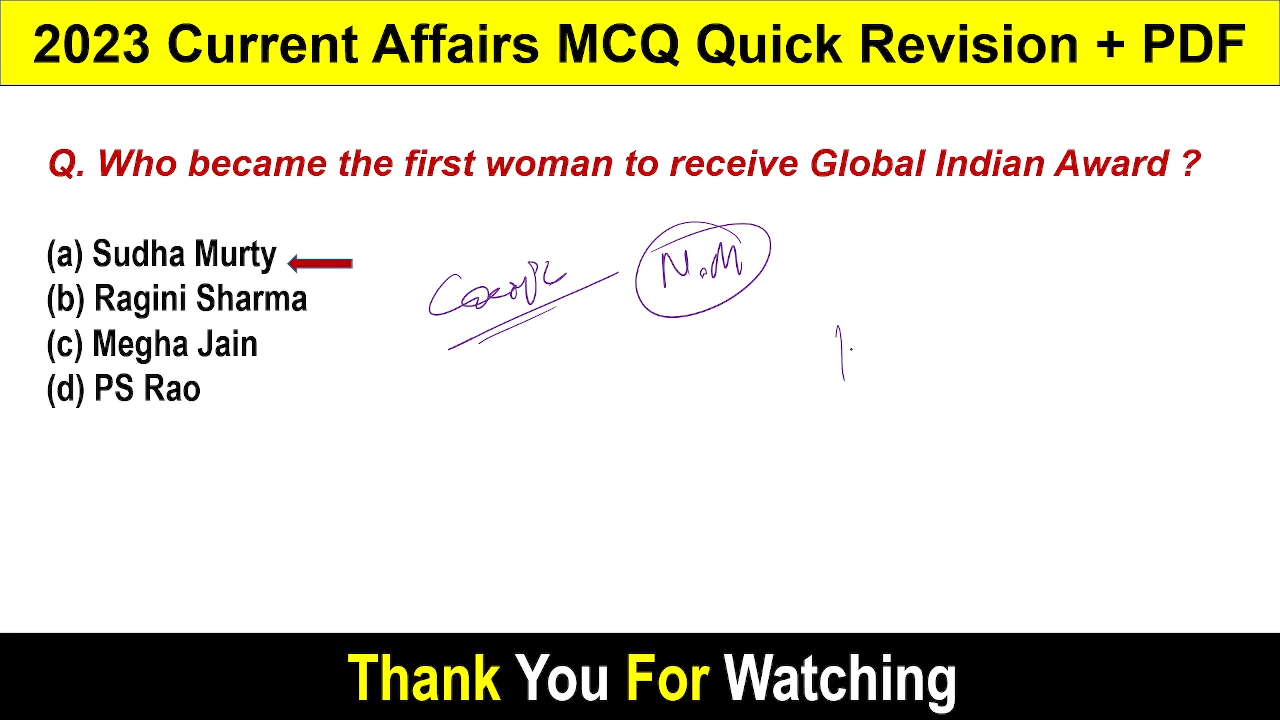 2023 Current Affairs MCQ Quick Revision + PDF
Q. Who became the first woman to receive Global Indian Award ?
(a) Sudha Murty
(b) Ragini Sharma
(c) Megha Jain
(d) PS Rao
N.M
Thank You For Watching